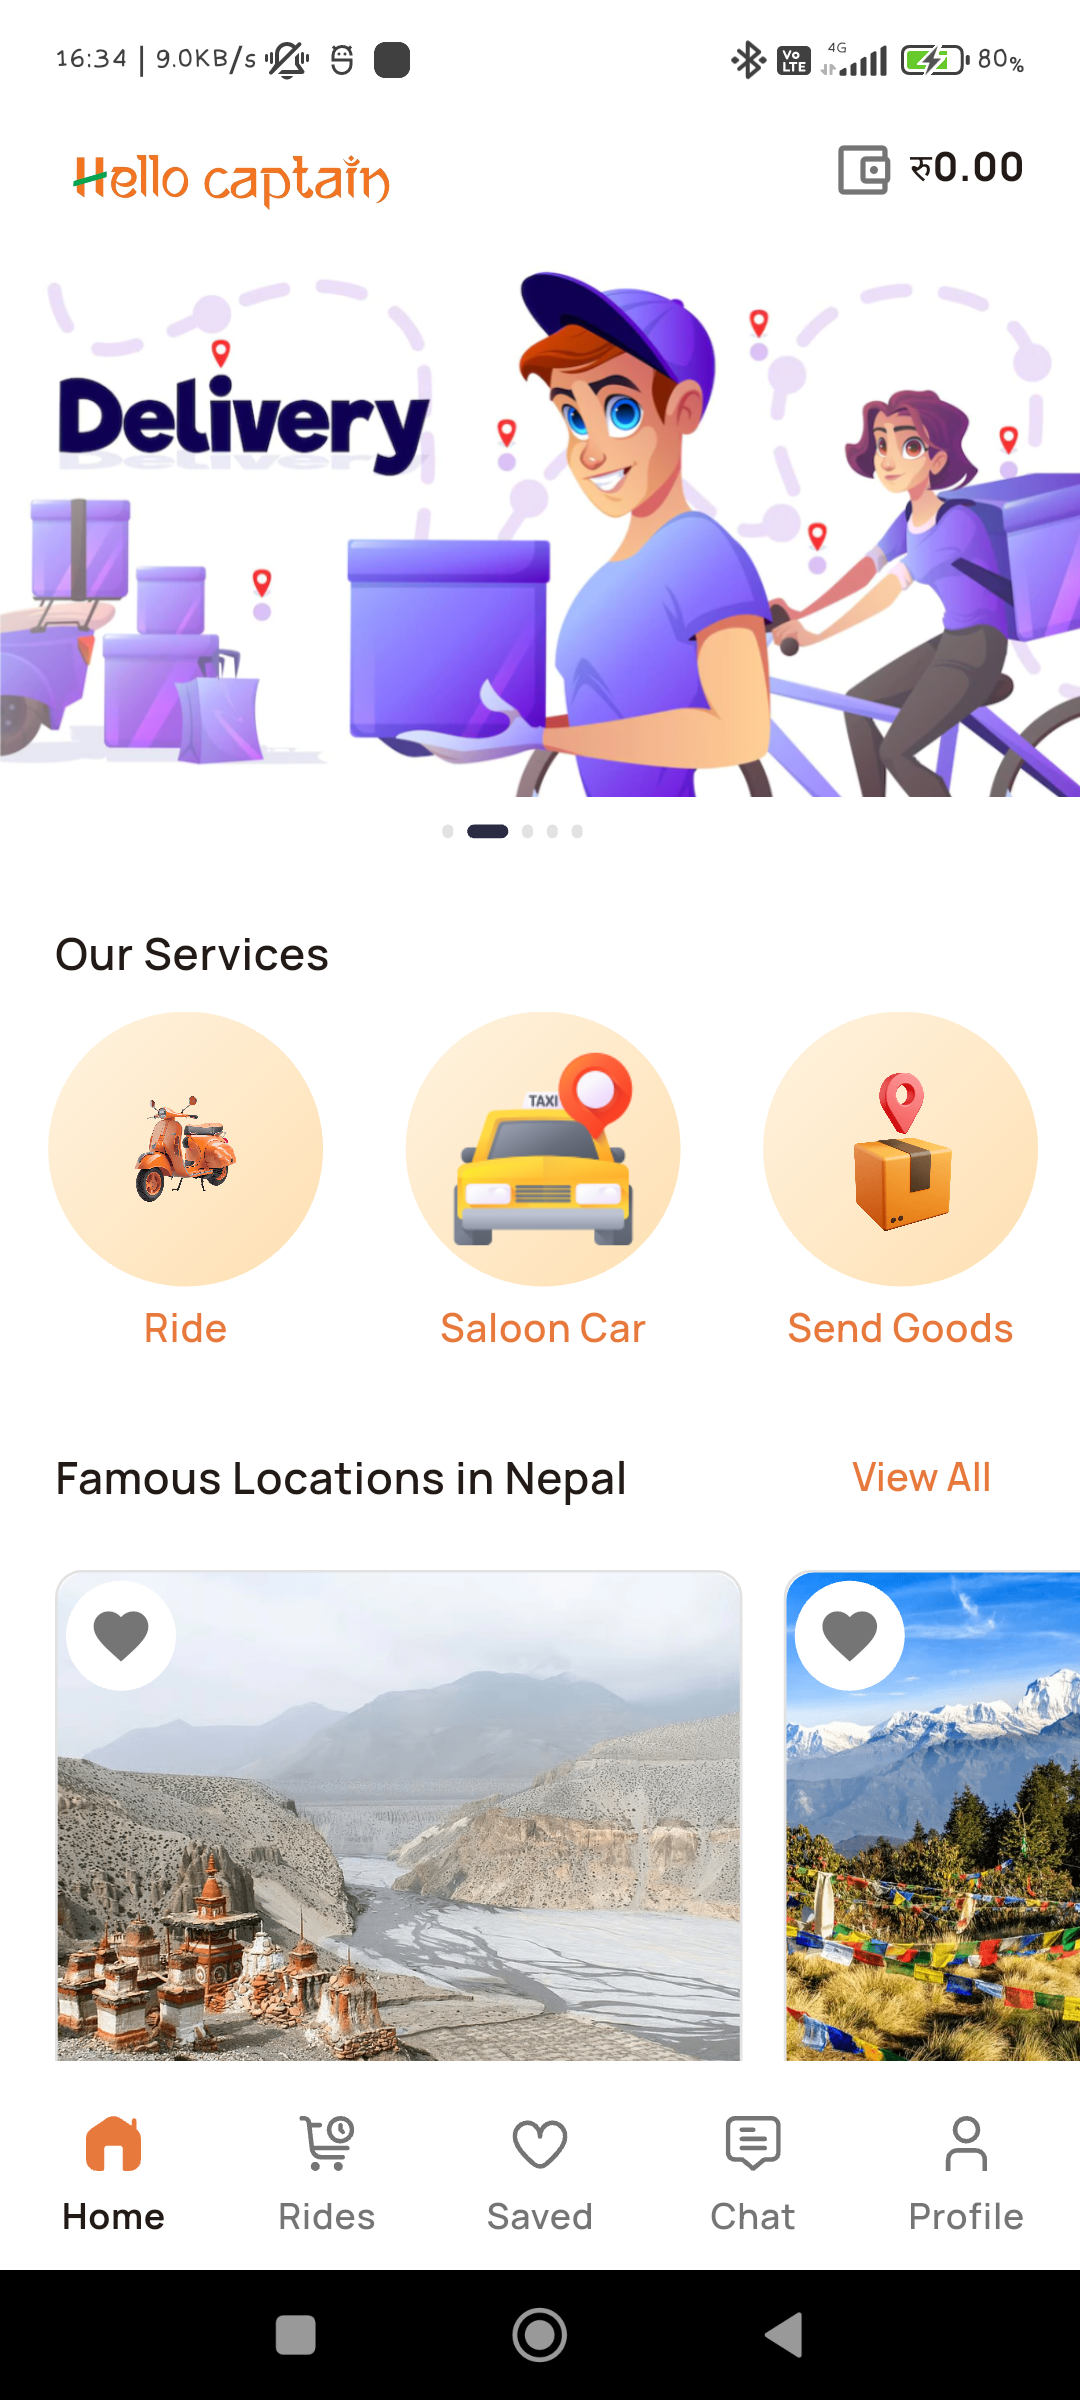 16:34 | 9.0KB/s
Vo LTE
4G
80%
Hello captain
रु0.00
Delivery
Our Services
TAXI
Ride
Saloon Car
Send Goods
Famous Locations in Nepal
View All
Home
Rides
Saved
Chat
Profile